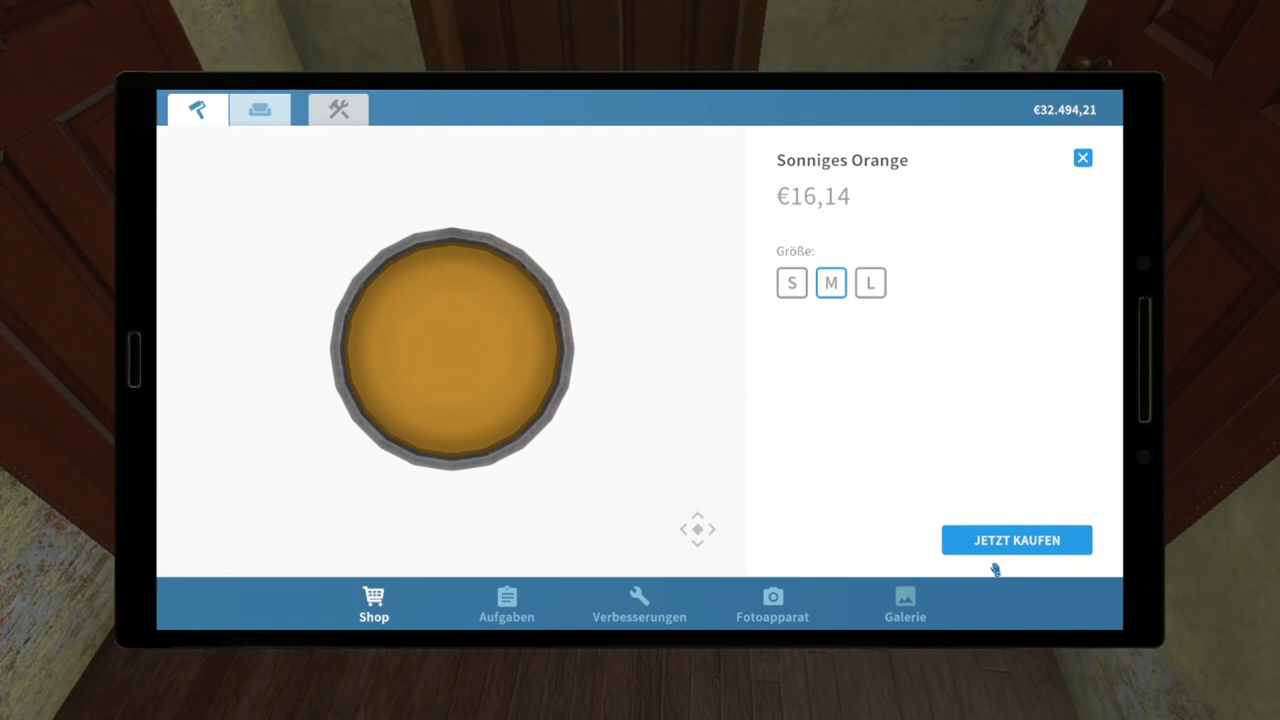 €32.494,21
Sonniges Orange
€16,14
Größe:
S M L
JETZT KAUFEN
Shop Aufgaben Verbesserungen Fotoapparat Galerie